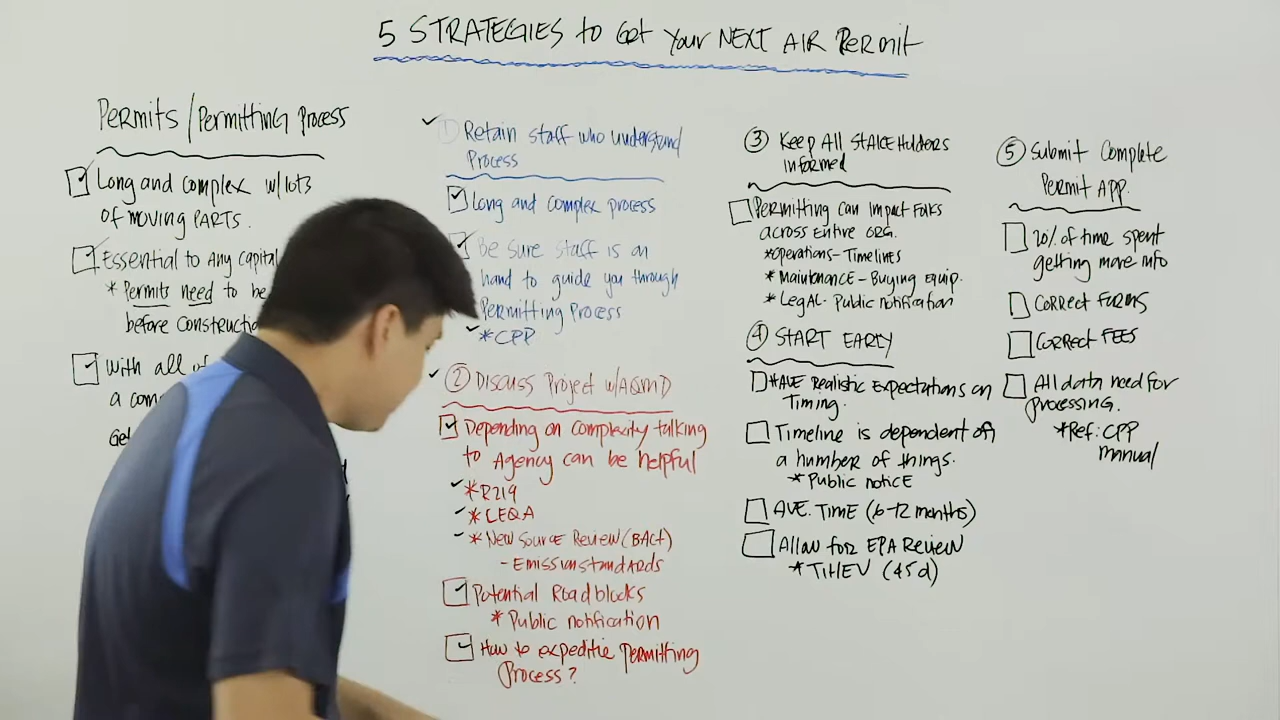 5 STRATEGIES to Get Your NEXT AIR PERMIT
Permits / Permitting Process
Long and complex w/lots
of moving PARTS.
Essential to Any Capital
* Permits need to be
before Constructio
With all of
a com
Get
① Retain staff who understand
Process
Long and complex process
Be sure staff is on
hand to guide you through
Permitting Process
* CPP
② Discuss Project w/AQMD
Depending on complexity talking
to Agency can be helpful
* R219
* CEQA
* New Source Review (BACT)
- Emission standards
Potential Roadblocks
* Public notification
How to expeditie permitting
Process?
③ Keep All STAKEHolders
informed
Permitting can impact folks
across Entire ORG.
* Operations - Timelines
* Maintenance - Buying Equip.
* Legal - Public notification
④ START EARLY
HAVE Realistic Expectations on
Timing.
Timeline is dependent of
a number of things.
* Public notice
AVE. TIME (6-12 months)
Allow for EPA Review
* Title V (45d)
⑤ Submit Complete
Permit APP.
20% of time spent
getting more info
Correct Forms
Correct FEES
All data need for
processing.
* Ref: CPP
manual